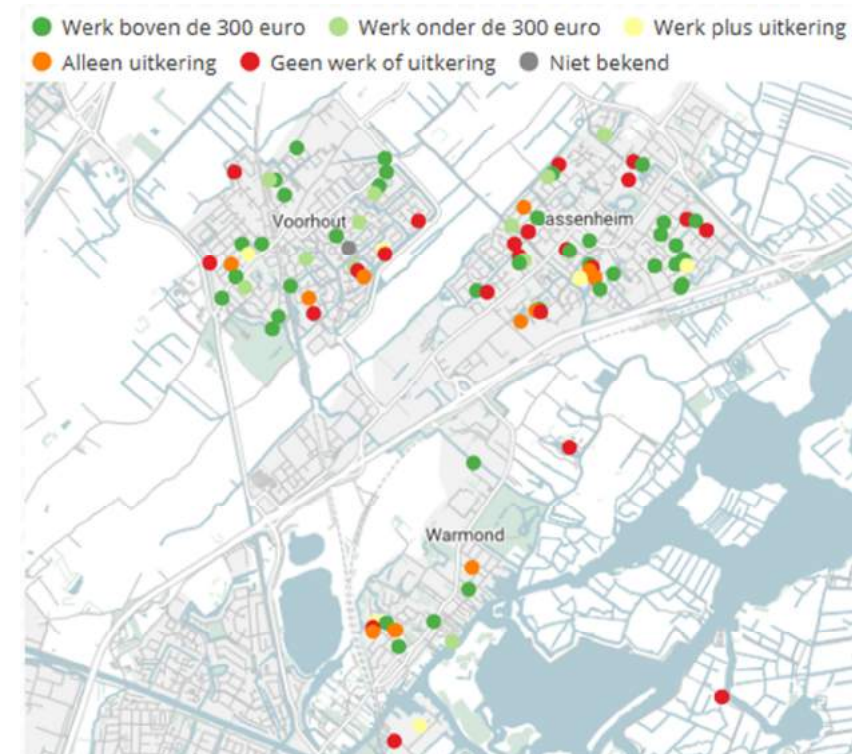 Werk boven de 300 euro Werk onder de 300 euro Werk plus uitkering
Alleen uitkering Geen werk of uitkering Niet bekend
Voorhout
assenheim
Warmond